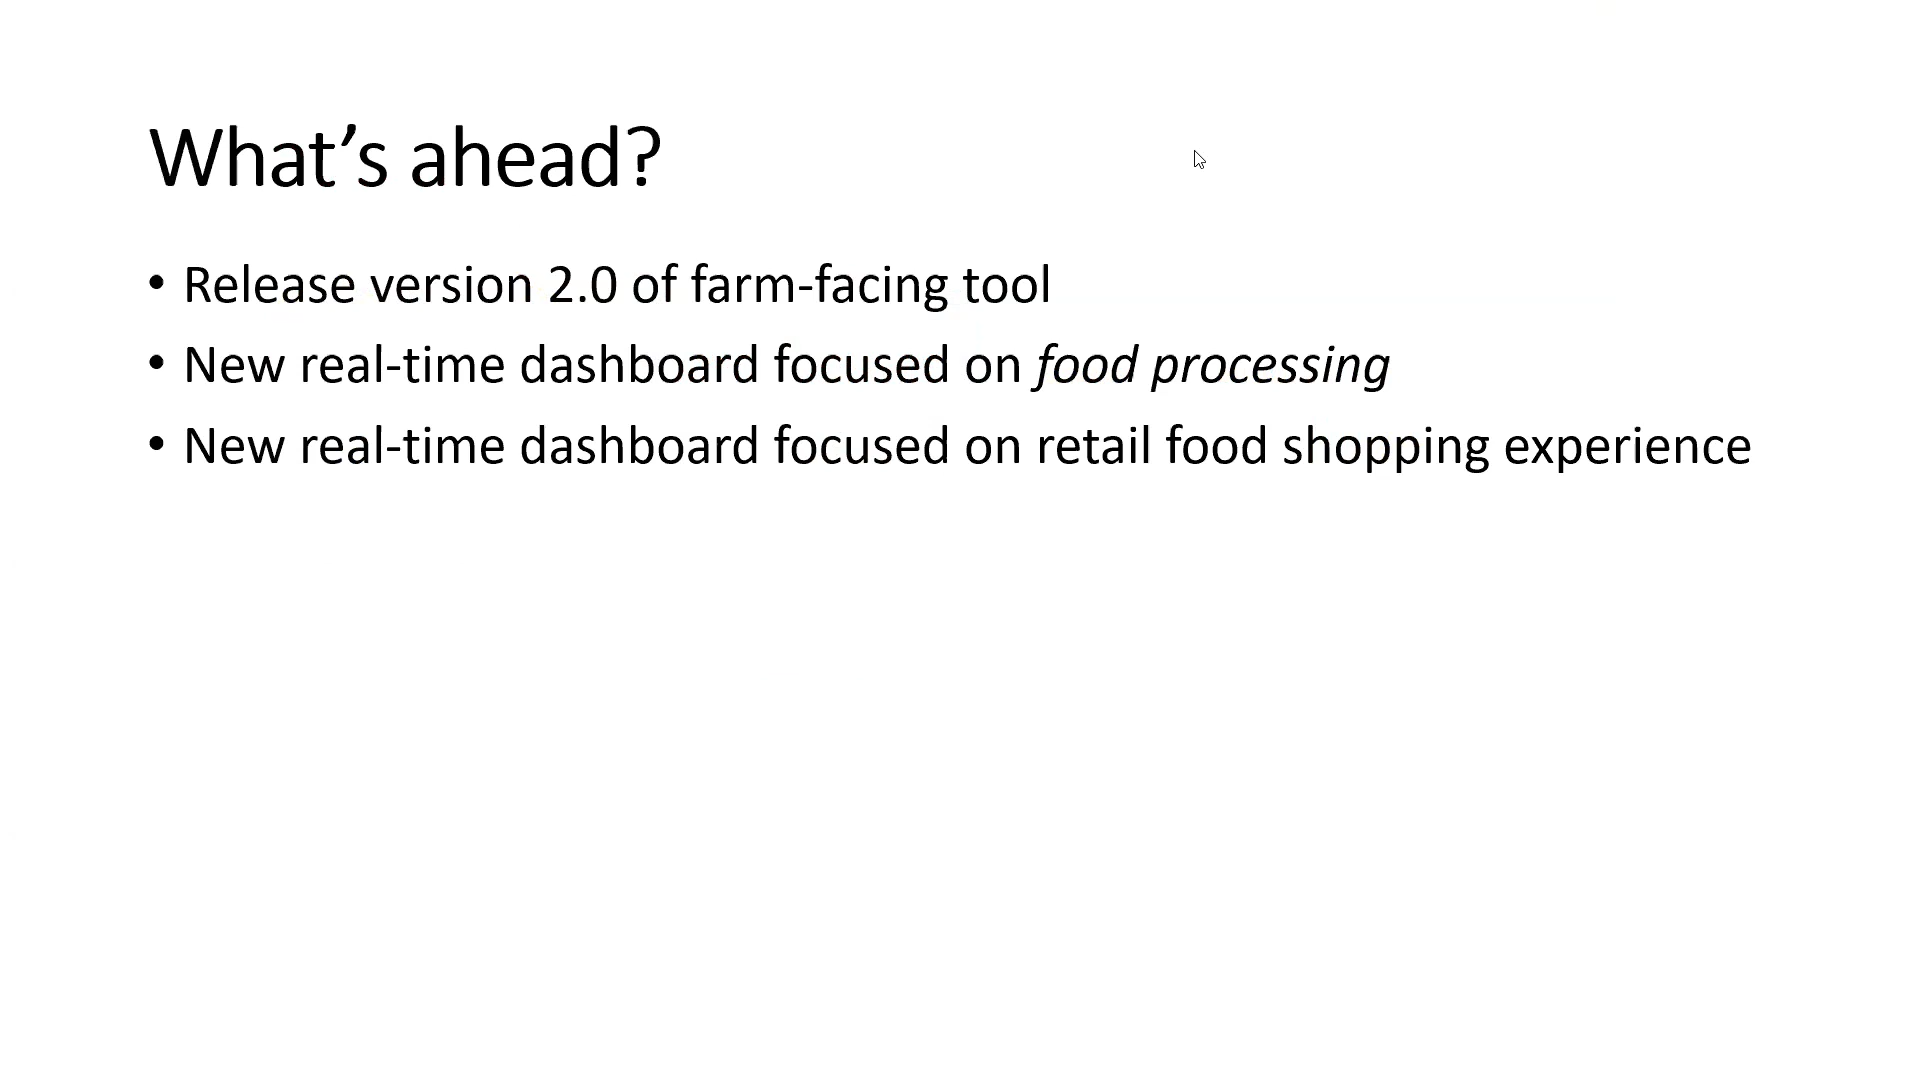 What’s ahead?
• Release version 2.0 of farm-facing tool
• New real-time dashboard focused on food processing
• New real-time dashboard focused on retail food shopping experience